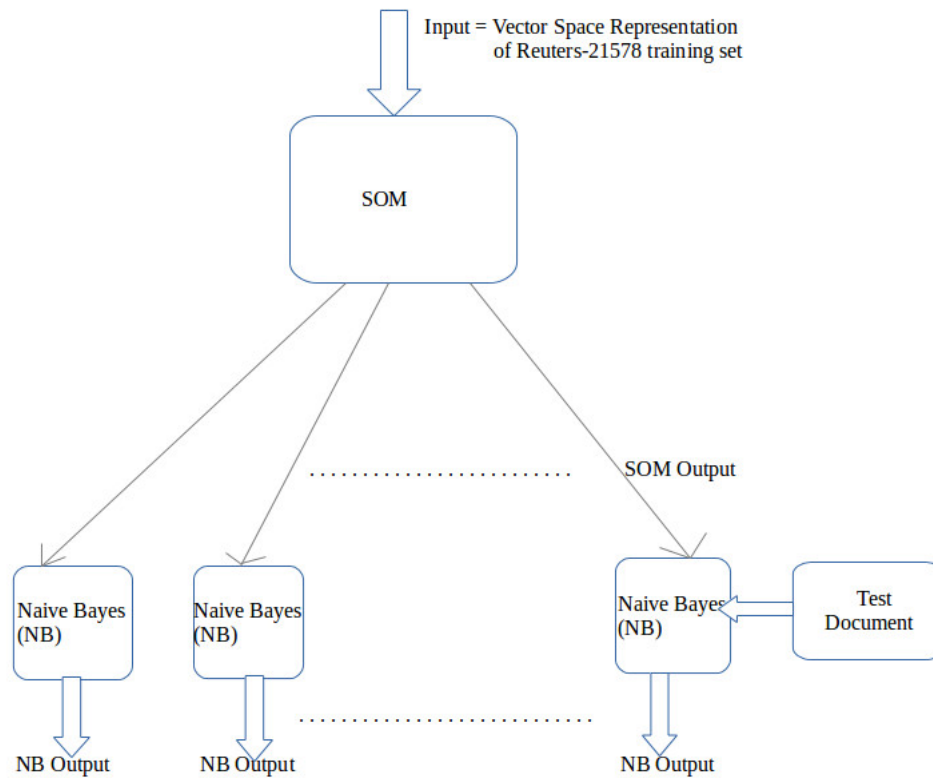 Input = Vector Space Representation
of Reuters-21578 training set
SOM
SOM Output
Naive Bayes
(NB)
Naive Bayes
(NB)
Naive Bayes
(NB)
Test
Document
NB Output
NB Output
NB Output